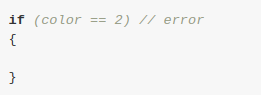 if (color == 2) // error
{
}